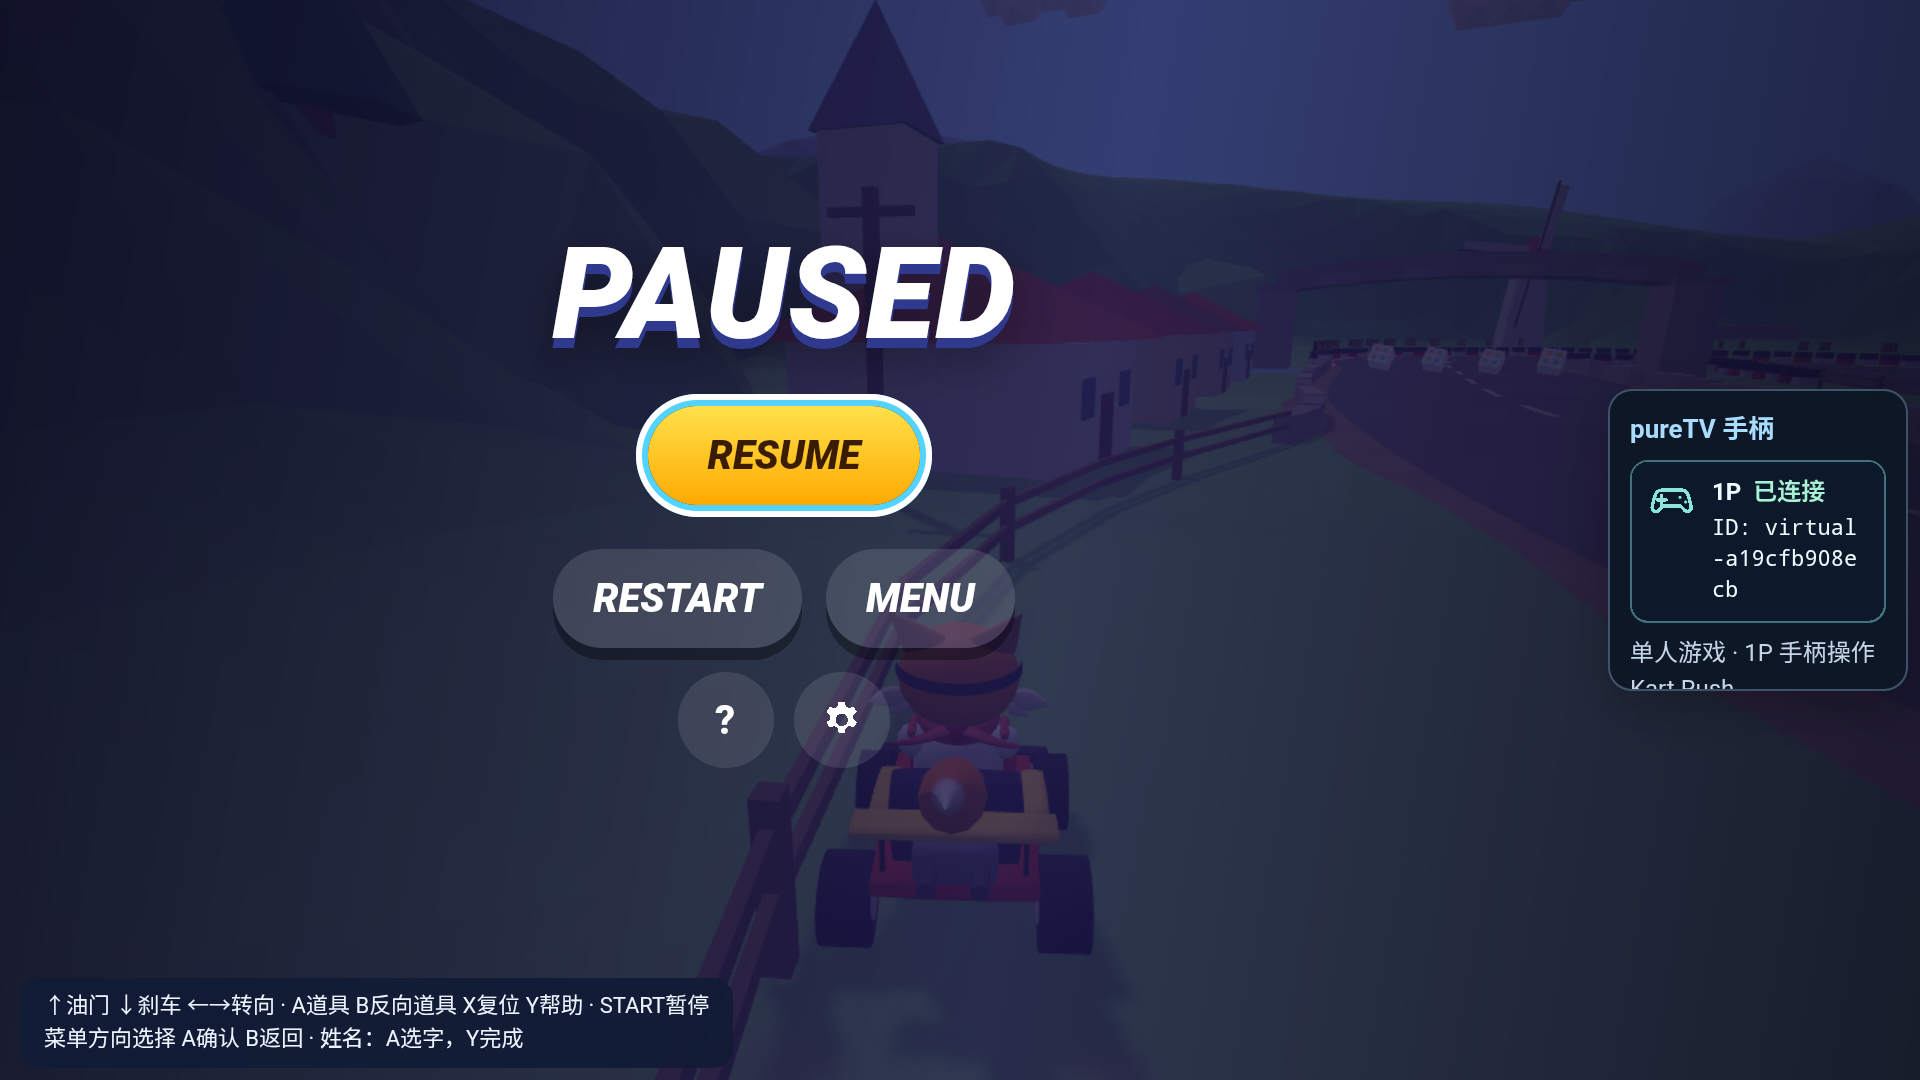 PAUSED
RESUME
RESTART
MENU
?
pureTV 手柄
1P 已连接
ID: virtual
-a19cfb908e
cb
单人游戏 · 1P 手柄操作
Kart Rush
↑油门 ↓刹车 ←→转向 · A道具 B反向道具 X复位 Y帮助 · START暂停
菜单方向选择 A确认 B返回 · 姓名：A选字，Y完成